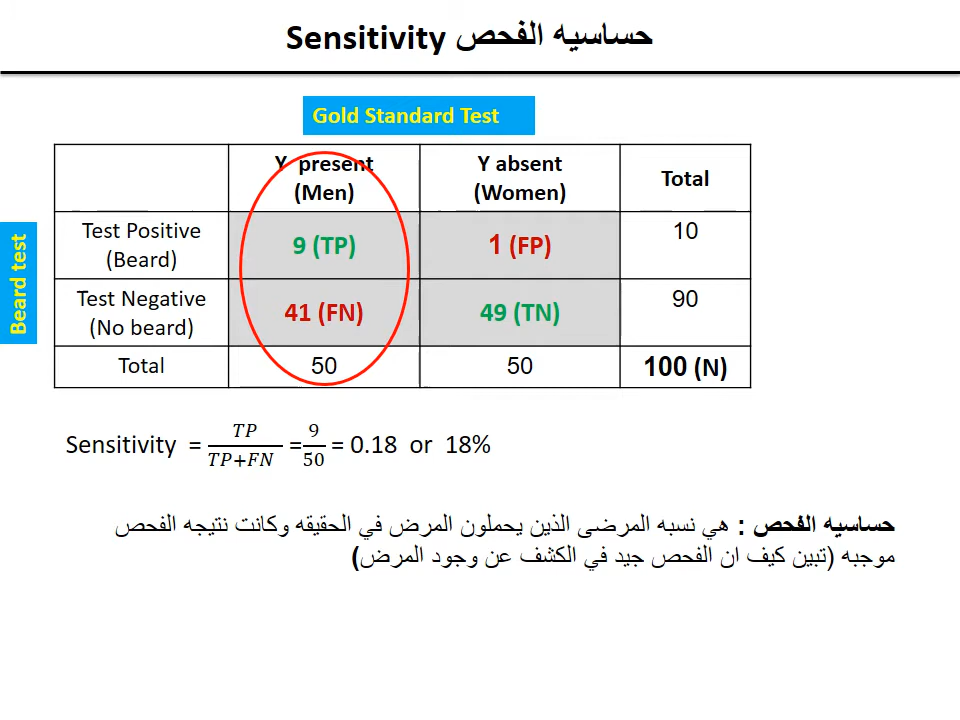 Sensitivity حساسيه الفحص
Gold Standard Test
Y present
(Men)
Y absent
(Women)
Total
Beard test
Test Positive
(Beard)
9 (TP)
1 (FP)
10
Test Negative
(No beard)
41 (FN)
49 (TN)
90
Total
50
50
100 (N)
Sensitivity = TP/TP+FN =9/50 = 0.18 or 18%
حساسيه الفحص : هي نسبه المرضى الذين يحملون المرض في الحقيقه وكانت نتيجه الفحص
موجبه (تبين كيف ان الفحص جيد في الكشف عن وجود المرض)